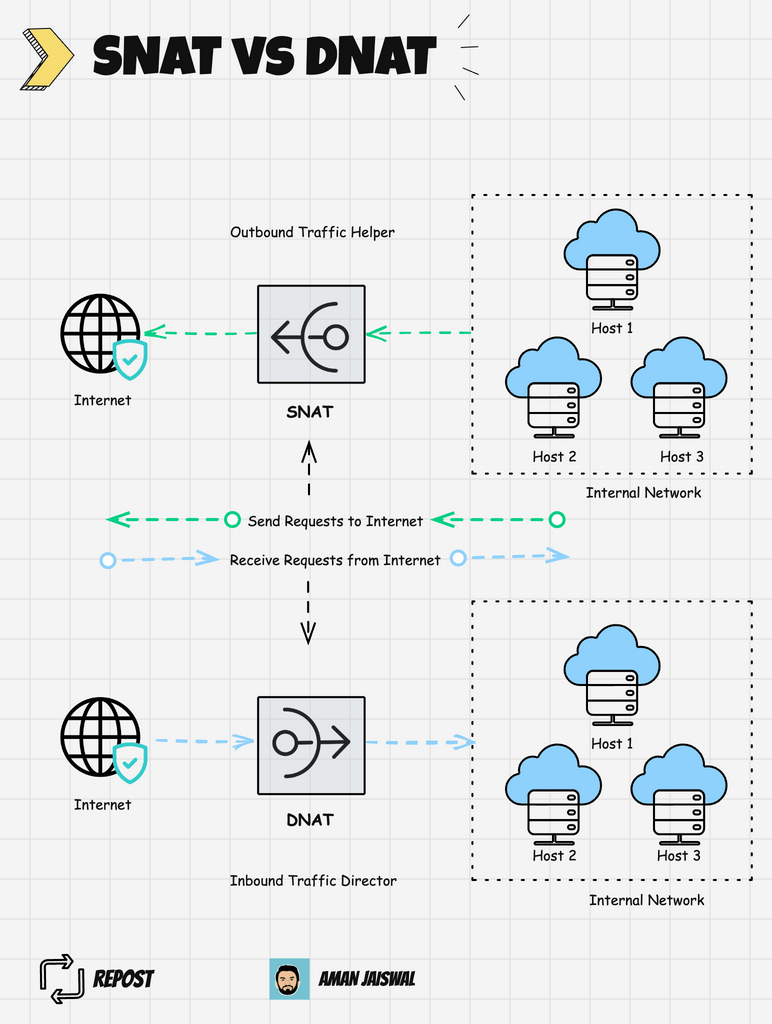 SNAT VS DNAT
Outbound Traffic Helper
Host 1
Internet
SNAT
Host 2
Host 3
Internal Network
Send Requests to Internet
Receive Requests from Internet
Host 1
Internet
DNAT
Host 2
Host 3
Inbound Traffic Director
Internal Network
REPOST
AMAN JAISWAL